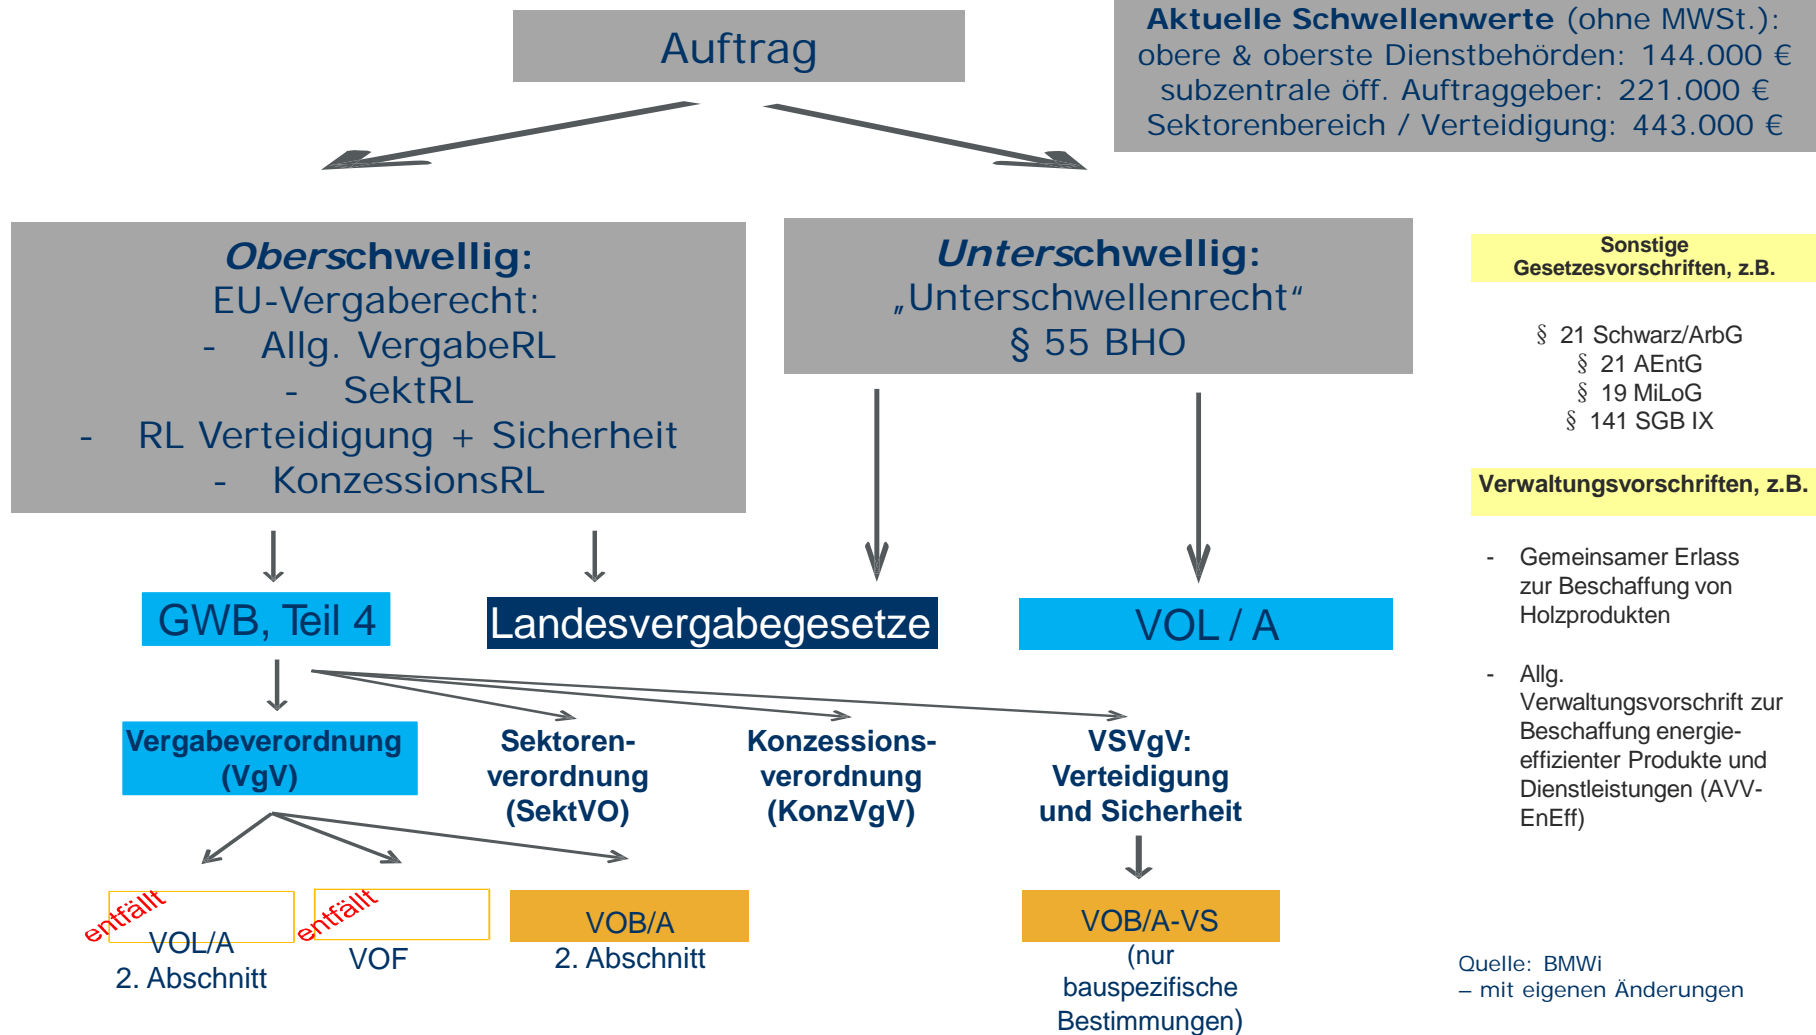 Auftrag
Aktuelle Schwellenwerte (ohne MWSt.):
obere & oberste Dienstbehörden: 144.000 €
subzentrale öff. Auftraggeber: 221.000 €
Sektorenbereich / Verteidigung: 443.000 €
Oberschwellig:
EU-Vergaberecht:
- Allg. VergabeRL
- SektRL
- RL Verteidigung + Sicherheit
- KonzessionsRL
Unterschwellig:
„Unterschwellenrecht“
§ 55 BHO
Sonstige
Gesetzesvorschriften, z.B.
§ 21 Schwarz/ArbG
§ 21 AEntG
§ 19 MiLoG
§ 141 SGB IX
Verwaltungsvorschriften, z.B.
- Gemeinsamer Erlass
zur Beschaffung von
Holzprodukten
- Allg.
Verwaltungsvorschrift zur
Beschaffung energie-
effizienter Produkte und
Dienstleistungen (AVV-
EnEff)
GWB, Teil 4
Landesvergabegesetze
VOL / A
Vergabeverordnung
(VgV)
Sektoren-
verordnung
(SektVO)
Konzessions-
verordnung
(KonzVgV)
VSVgV:
Verteidigung
und Sicherheit
entfällt
VOL/A
2. Abschnitt
entfällt
VOF
VOB/A
2. Abschnitt
VOB/A-VS
(nur
bauspezifische
Bestimmungen)
Quelle: BMWi
– mit eigenen Änderungen